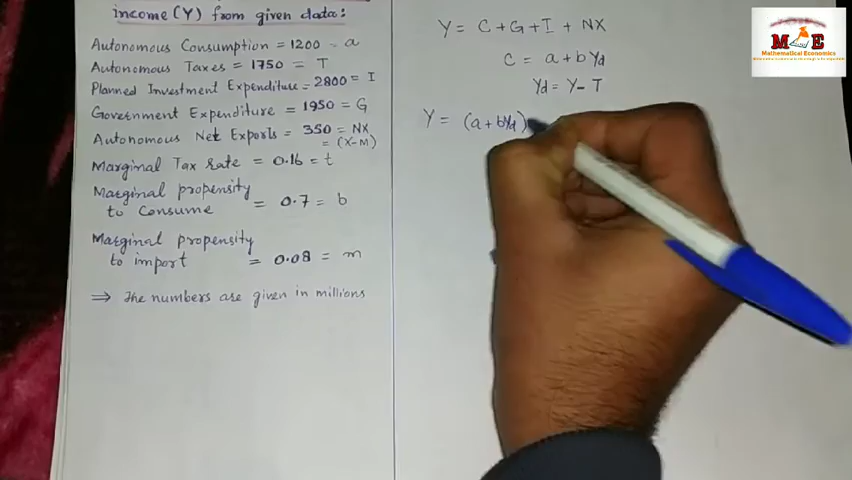 income (Y) from given data:
Autonomous Consumption = 1200 = a
Autonomous Taxes = 1750 = T
Planned Investment Expenditure = 2800 = I
Government Expenditure = 1950 = G
Autonomous Net Exports = 350 = NX
= (X-M)
Marginal Tax rate = 0.16 = t
Marginal propensity
to Consume = 0.7 = b
Marginal propensity
to import = 0.08 = m
⇒ The numbers are given in millions
Y = C + G + I + NX
C = a + b Yd
Yd = Y - T
Y = (a + bYd)
M E
Mathematical Economics